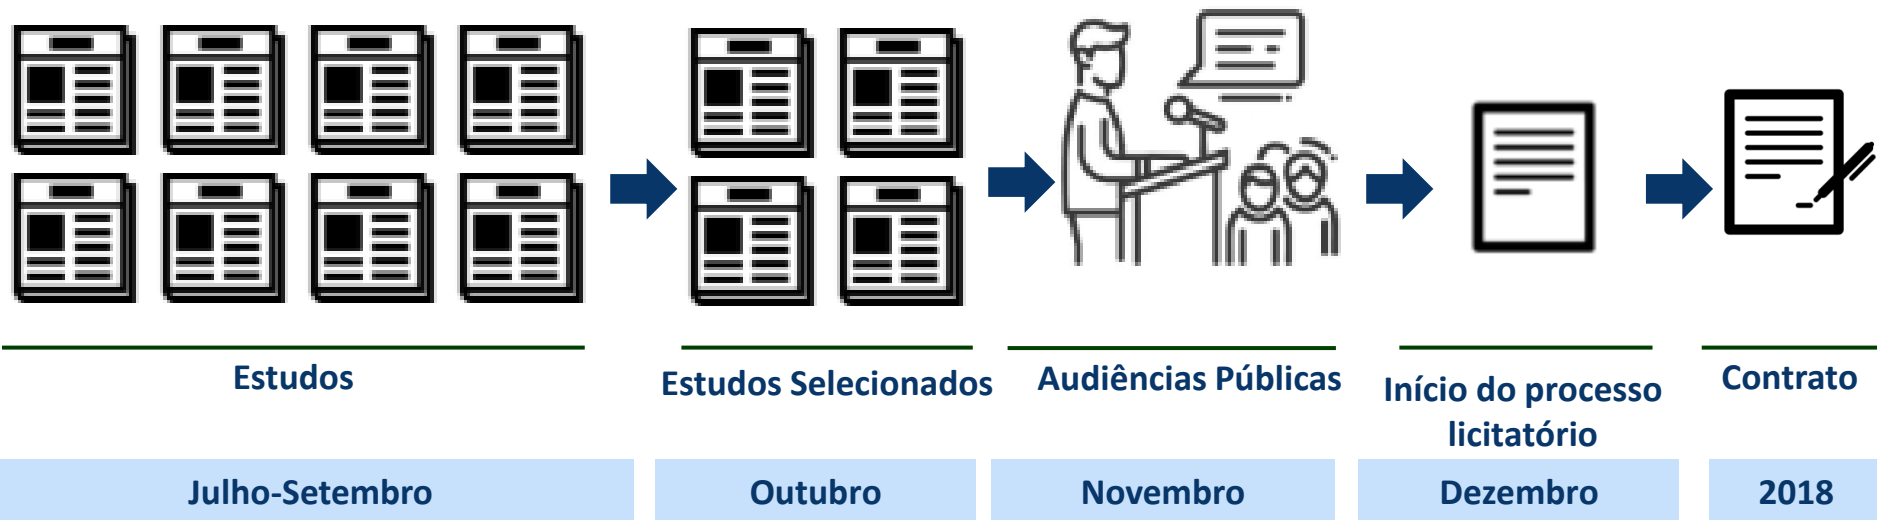 Estudos
Estudos Selecionados
Audiências Públicas
Início do processo
licitatório
Contrato
Julho-Setembro
Outubro
Novembro
Dezembro
2018